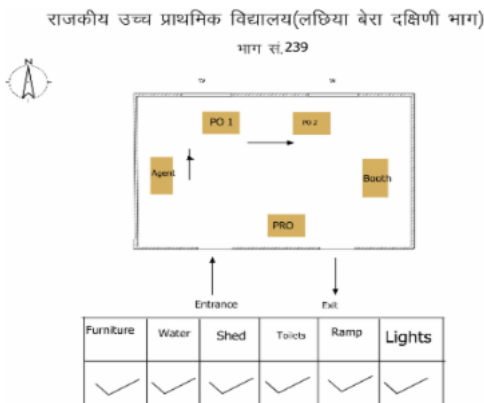 राजकीय उच्च प्राथमिक विद्यालय(लछिया बेरा दक्षिणी भाग)
भाग सं.239
N
W W
PO 1 PO 2
Agent Booth
PRO
Entrance Exit
Furniture Water Shed Toilets Ramp Lights